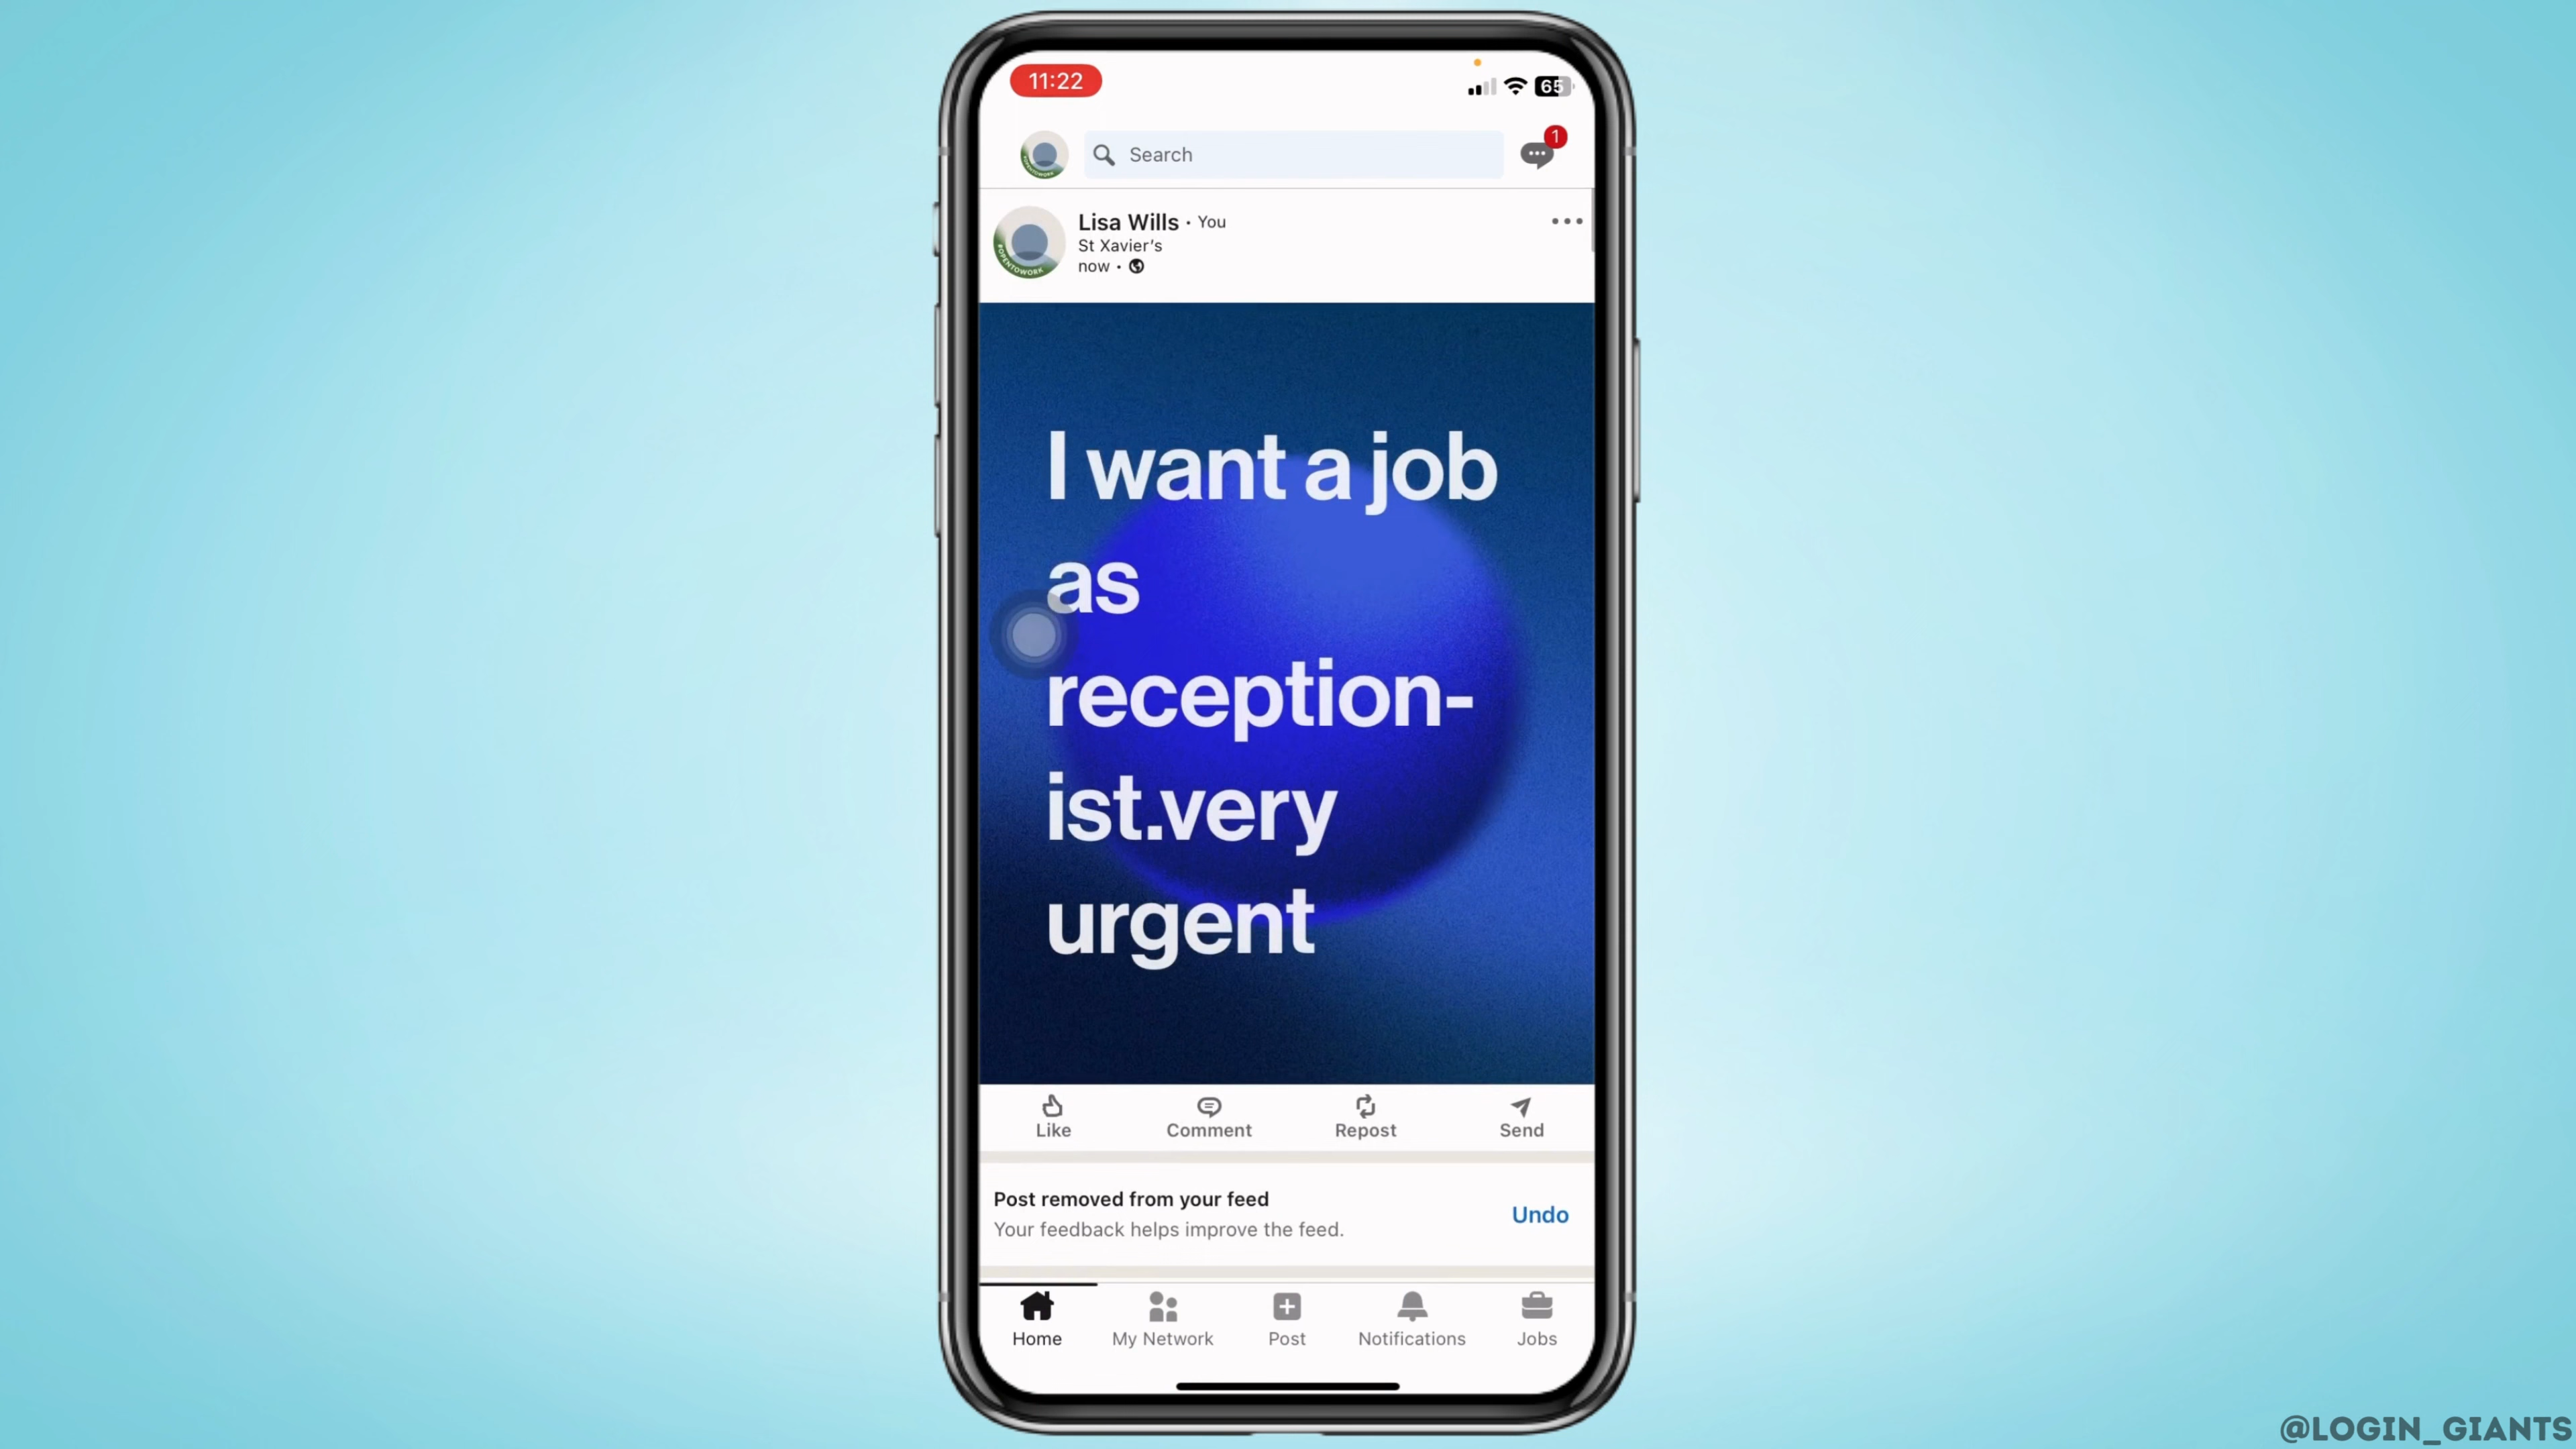 11:22
65
Search
1
Lisa Wills • You
St Xavier's
now •
#OPENTOWORK
I want a job
as
reception-
ist.very
urgent
Like
Comment
Repost
Send
Post removed from your feed
Your feedback helps improve the feed.
Undo
Home
My Network
Post
Notifications
Jobs
@LOGIN_GIANTS